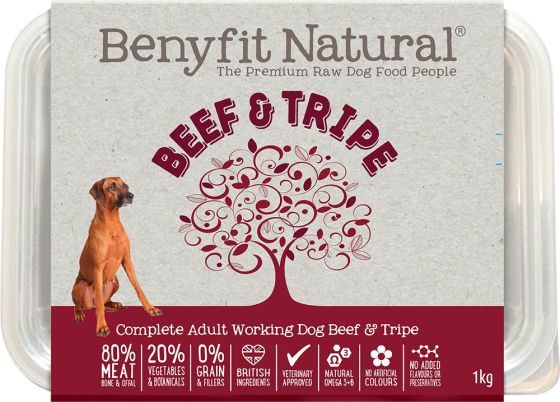 Benyfit Natural®
The Premium Raw Dog Food People
BEEF & TRIPE
Complete Adult Working Dog Beef & Tripe
80%
MEAT
BONE & OFFAL
20%
VEGETABLES
& BOTANICALS
0%
GRAIN
& FILLERS
BRITISH
INGREDIENTS
VETERINARY
APPROVED
3
NATURAL
OMEGA 3+6
NO ARTIFICIAL
COLOURS
NO ADDED
FLAVOURS OR
PRESERVATIVES
1kg